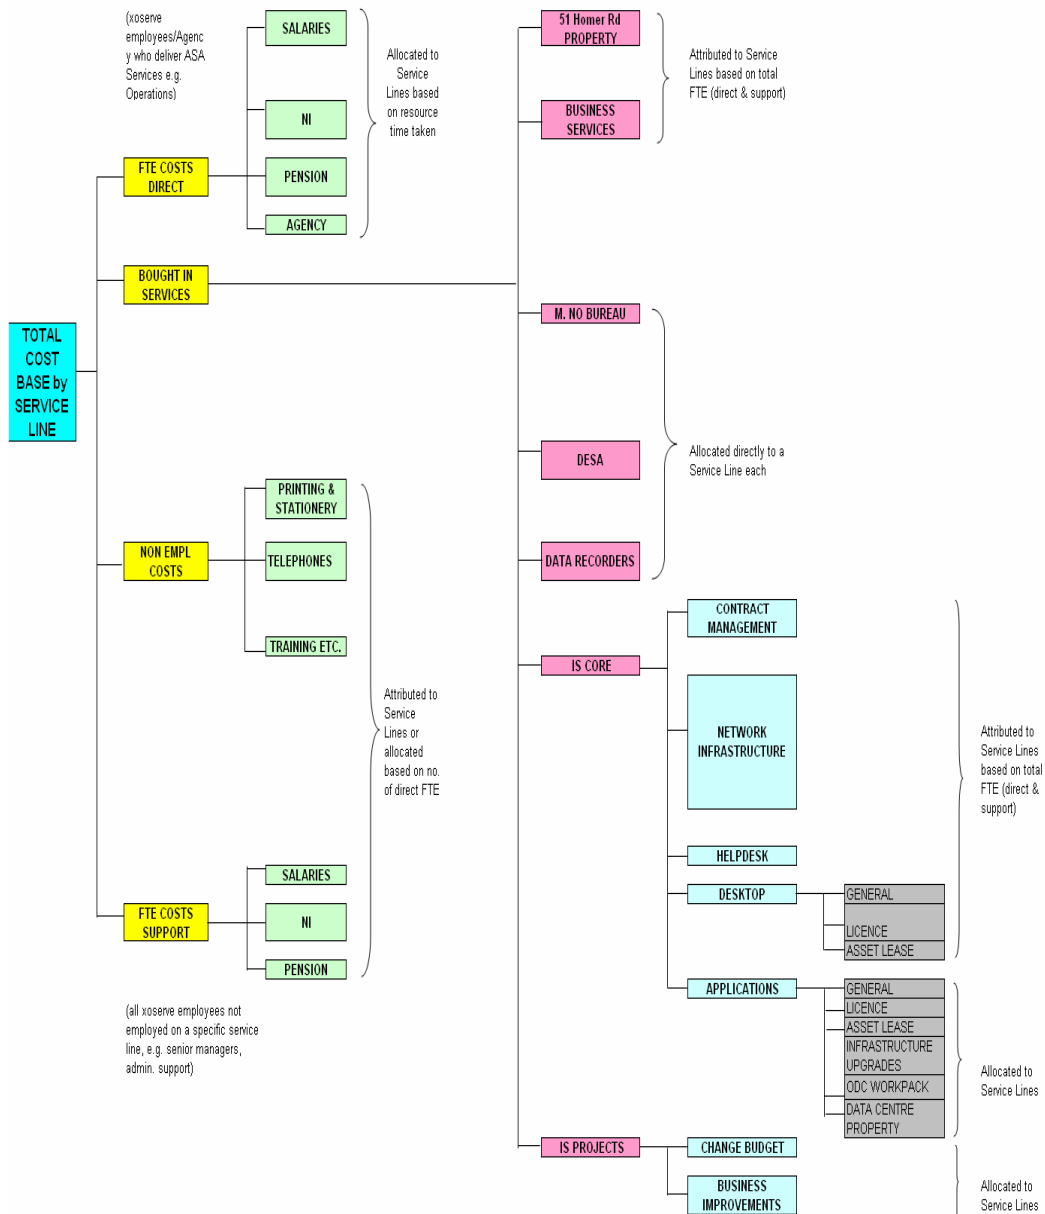 (xoserve
employees/Agenc
y who deliver ASA
Services e.g.
Operations)
SALARIES
NI
PENSION
AGENCY
Allocated to
Service
Lines based
on resource
time taken
FTE COSTS
DIRECT
BOUGHT IN
SERVICES
TOTAL
COST
BASE by
SERVICE
LINE
NON EMPL
COSTS
PRINTING &
STATIONERY
TELEPHONES
TRAINING ETC.
Attributed to
Service
Lines or
allocated
based on no.
of direct FTE
FTE COSTS
SUPPORT
SALARIES
NI
PENSION
(all xoserve employees not
employed on a specific service
line, e.g. senior managers,
admin. support)
51 Homer Rd
PROPERTY
BUSINESS
SERVICES
Attributed to Service
Lines based on total
FTE (direct & support)
M. NO BUREAU
DESA
DATA RECORDERS
Allocated directly to a
Service Line each
IS CORE
CONTRACT
MANAGEMENT
NETWORK
INFRASTRUCTURE
HELPDESK
DESKTOP
GENERAL
LICENCE
ASSET LEASE
Attributed to
Service Lines
based on total
FTE (direct &
support)
APPLICATIONS
GENERAL
LICENCE
ASSET LEASE
INFRASTRUCTURE
UPGRADES
ODC WORKPACK
DATA CENTRE
PROPERTY
Allocated to
Service Lines
IS PROJECTS
CHANGE BUDGET
BUSINESS
IMPROVEMENTS
Allocated to
Service Lines